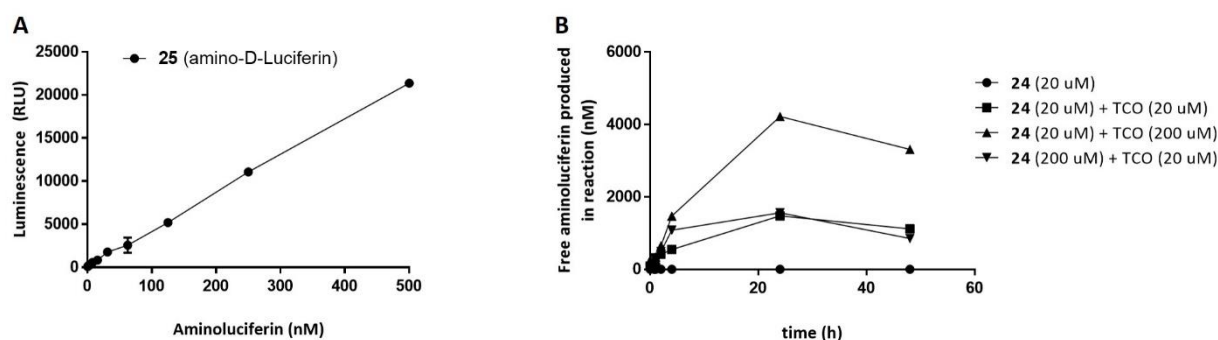 A
25 (amino-D-Luciferin)
Luminescence (RLU)
25000
20000
15000
10000
5000
0
0 100 200 300 400 500
Aminoluciferin (nM)
B
Free aminoluciferin produced
in reaction (nM)
6000
4000
2000
0
0 20 40 60
time (h)
24 (20 uM)
24 (20 uM) + TCO (20 uM)
24 (20 uM) + TCO (200 uM)
24 (200 uM) + TCO (20 uM)